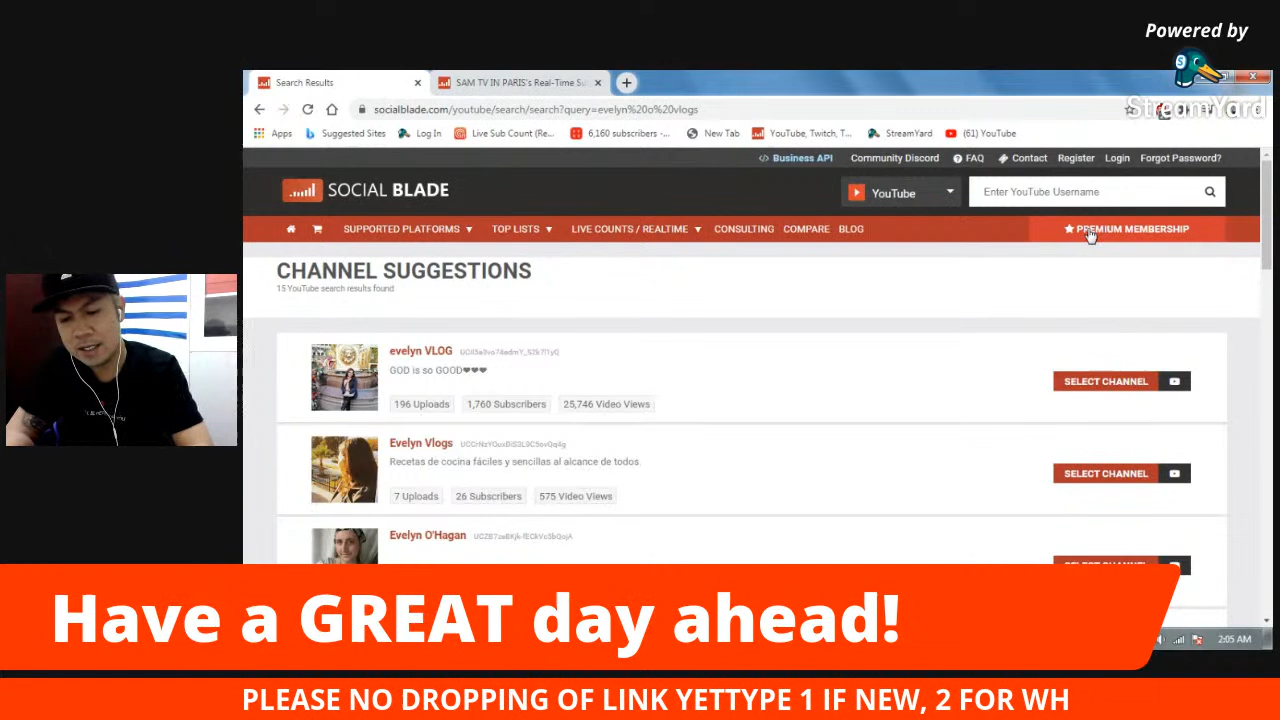 Powered by
StreamYard
Search Results
SAM TV IN PARIS's Real-Time Su
socialblade.com/youtube/search/search?query=evelyn%20o%20vlogs
Apps
Suggested Sites
Log In
Live Sub Count (Re...
6,160 subscribers -...
New Tab
YouTube, Twitch, T...
StreamYard
(61) YouTube
Business API
Community Discord
FAQ
Contact
Register
Login
Forgot Password?
SOCIAL BLADE
YouTube
Enter YouTube Username
SUPPORTED PLATFORMS
TOP LISTS
LIVE COUNTS / REALTIME
CONSULTING
COMPARE
BLOG
PREMIUM MEMBERSHIP
CHANNEL SUGGESTIONS
15 YouTube search results found
evelyn VLOG
GOD is so GOOD❤❤❤
196 Uploads
1,760 Subscribers
25,746 Video Views
SELECT CHANNEL
Evelyn Vlogs
Recetas de cocina fáciles y sencillas al alcance de todos.
7 Uploads
26 Subscribers
575 Video Views
SELECT CHANNEL
Evelyn O'Hagan
Have a GREAT day ahead!
2:05 AM
PLEASE NO DROPPING OF LINK YETTYPE 1 IF NEW, 2 FOR WH